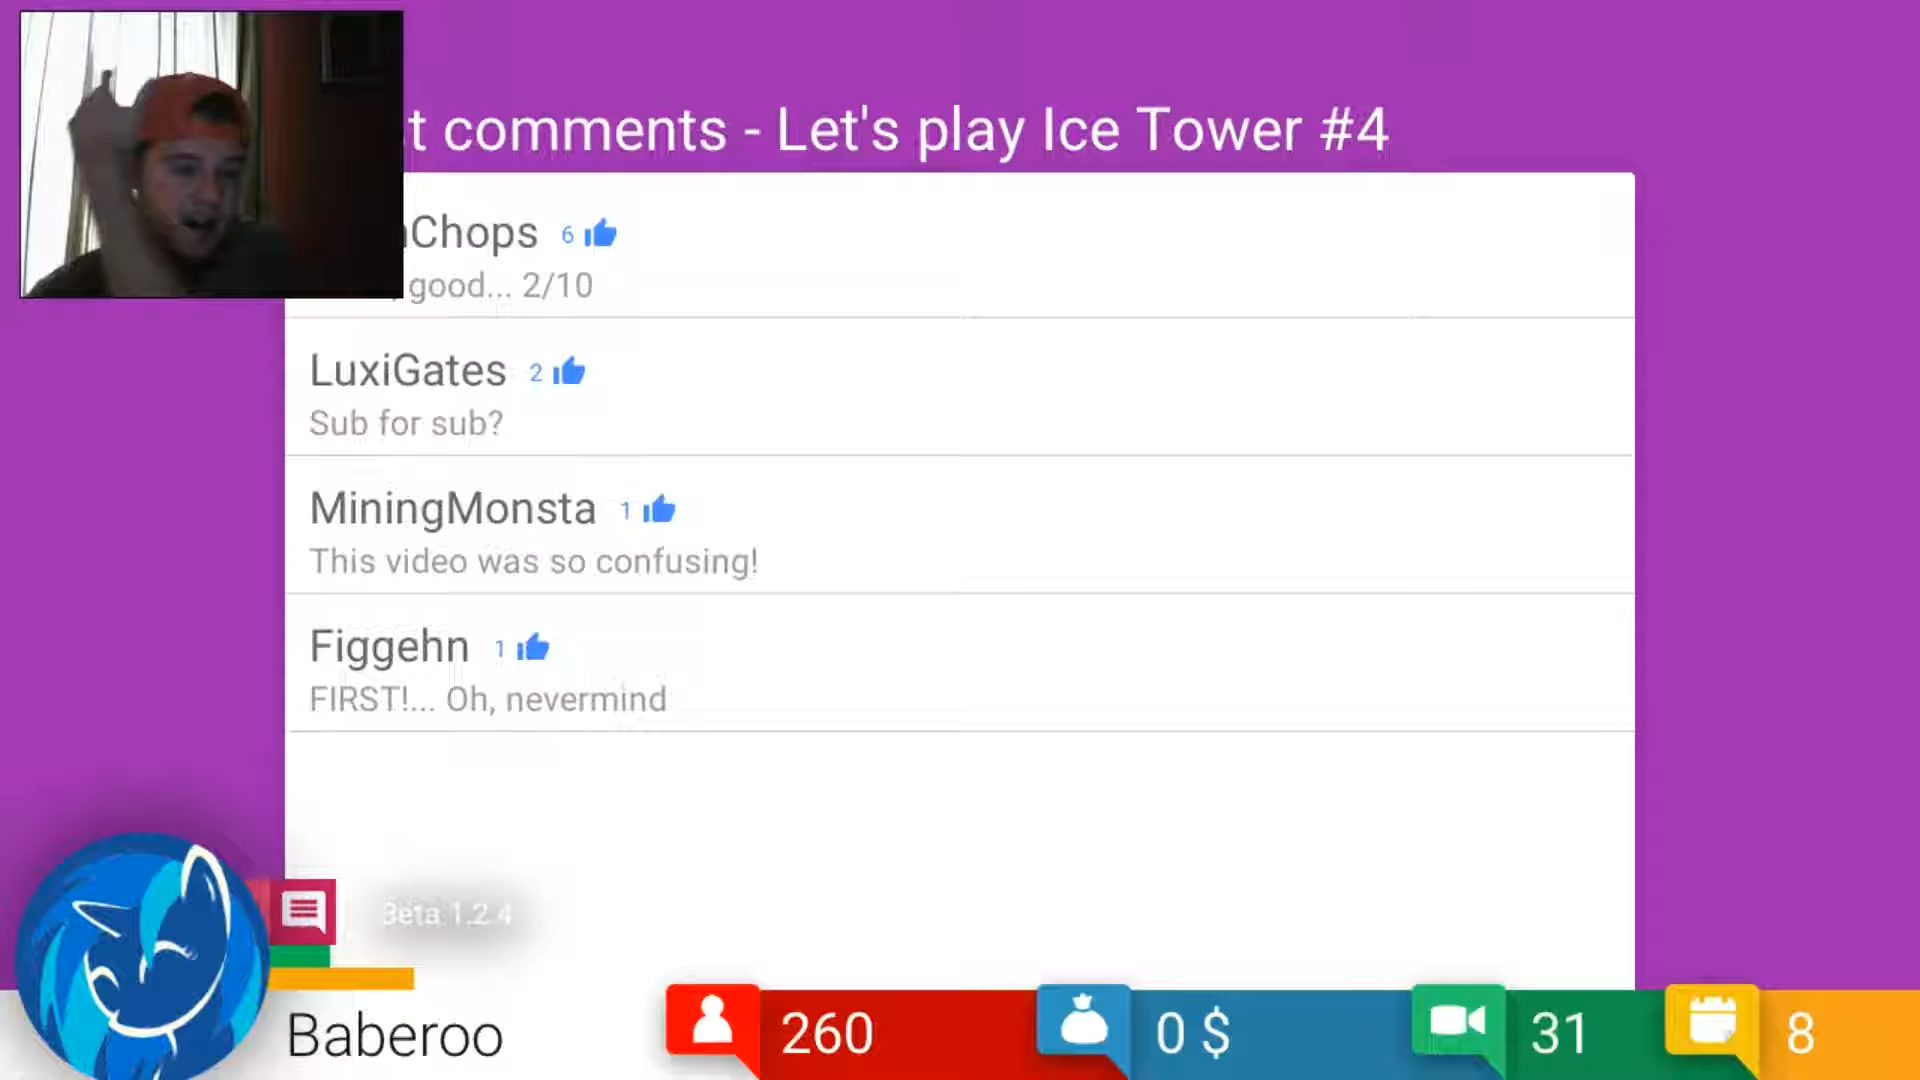 comments - Let's play Ice Tower #4
6
good... 2/10
LuxiGates 2
Sub for sub?
MiningMonsta 1
This video was so confusing!
Figgehn 1
FIRST!... Oh, nevermind
Beta 1.2.4
Baberoo
260
0 $
31
8